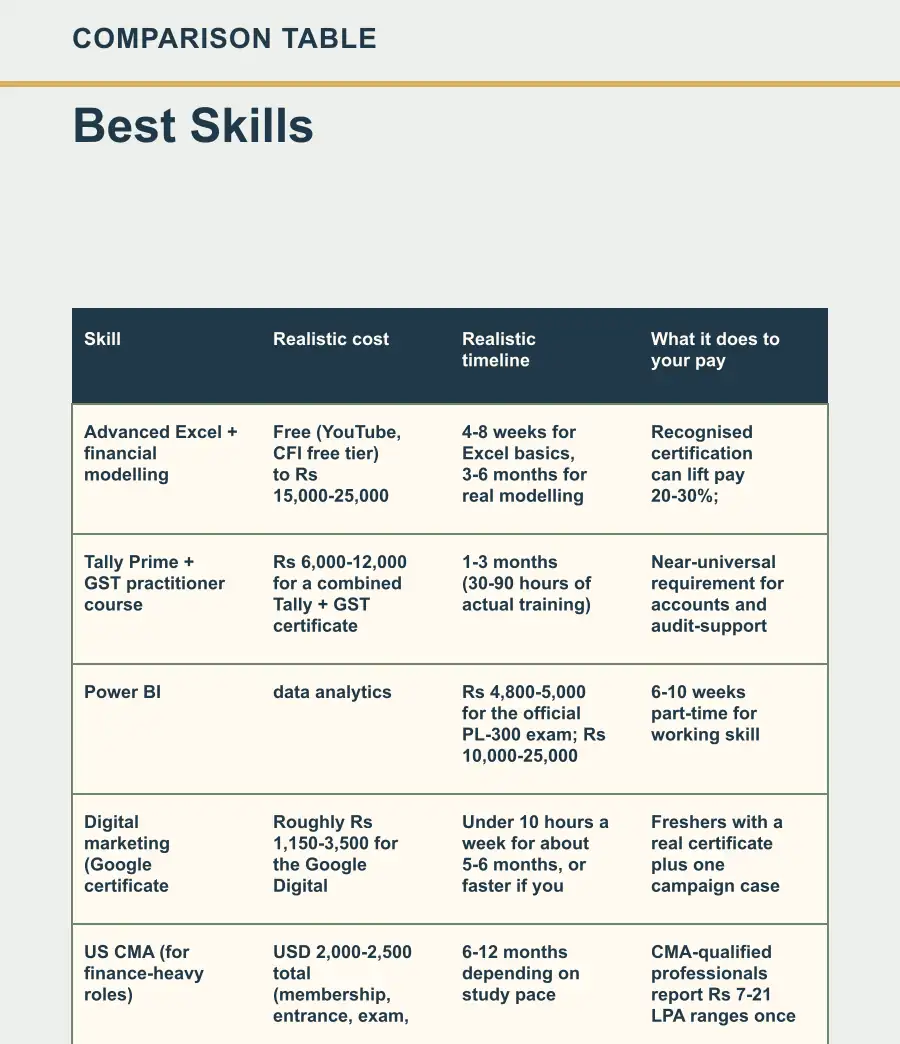 COMPARISON TABLE
Best Skills
Skill
Realistic cost
Realistic
timeline
What it does to
your pay
Advanced Excel +
financial
modelling
Free (YouTube,
CFI free tier)
to Rs
15,000-25,000
4-8 weeks for
Excel basics,
3-6 months for
real modelling
Recognised
certification
can lift pay
20-30%;
Tally Prime +
GST practitioner
course
Rs 6,000-12,000
for a combined
Tally + GST
certificate
1-3 months
(30-90 hours of
actual training)
Near-universal
requirement for
accounts and
audit-support
Power BI
data analytics
Rs 4,800-5,000
for the official
PL-300 exam; Rs
10,000-25,000
6-10 weeks
part-time for
working skill
Digital
marketing
(Google
certificate
Roughly Rs
1,150-3,500 for
the Google
Digital
Under 10 hours a
week for about
5-6 months, or
faster if you
Freshers with a
real certificate
plus one
campaign case
US CMA (for
finance-heavy
roles)
USD 2,000-2,500
total
(membership,
entrance, exam,
6-12 months
depending on
study pace
CMA-qualified
professionals
report Rs 7-21
LPA ranges once